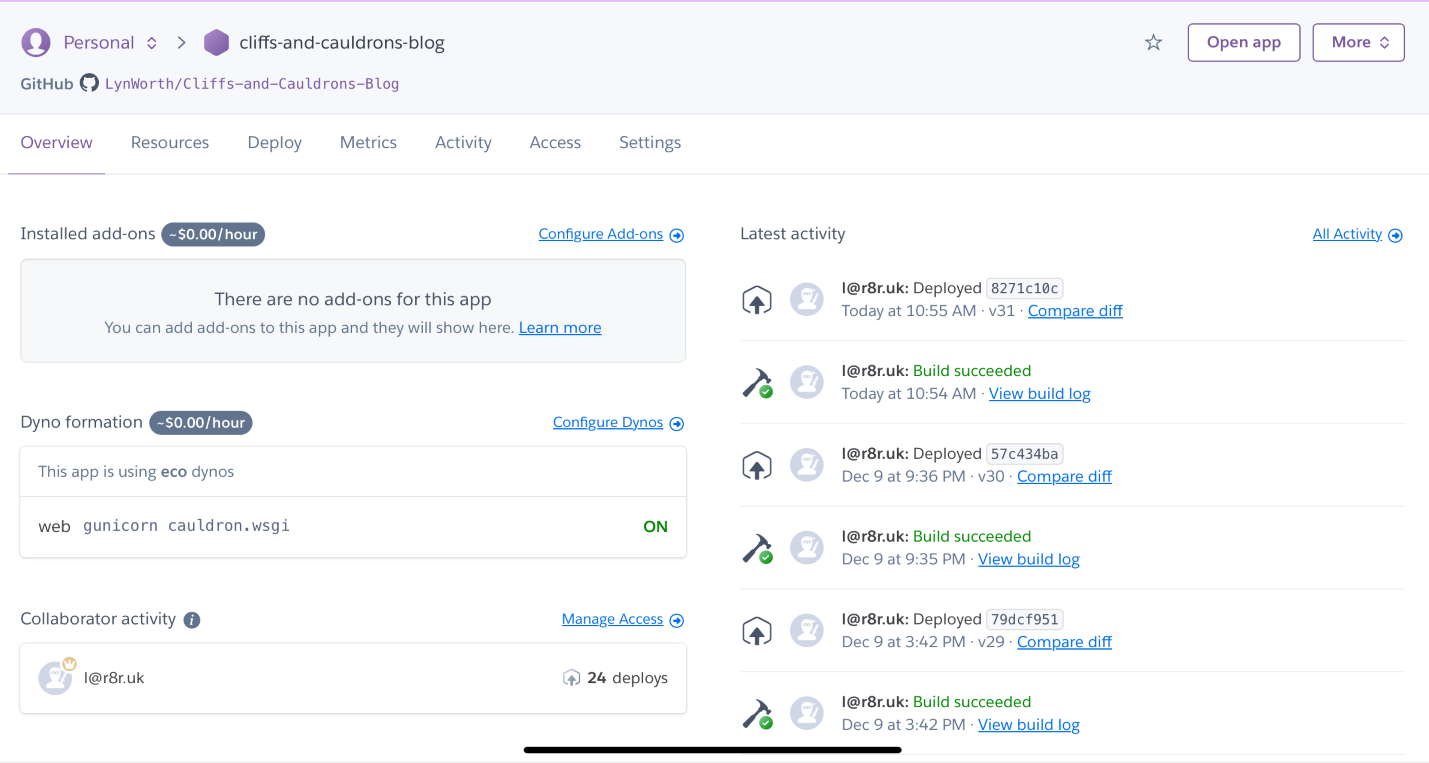 Personal cliffs-and-cauldrons-blog Open app More
GitHub LynWorth/Cliffs-and-Cauldrons-Blog
Overview Resources Deploy Metrics Activity Access Settings
Installed add-ons ~$0.00/hour Configure Add-ons
There are no add-ons for this app
You can add add-ons to this app and they will show here. Learn more
Dyno formation ~$0.00/hour Configure Dynos
This app is using eco dynos
web gunicorn cauldron.wsgi ON
Collaborator activity i Manage Access
l@r8r.uk 24 deploys
Latest activity All Activity
l@r8r.uk: Deployed 8271c10c
Today at 10:55 AM · v31 · Compare diff
l@r8r.uk: Build succeeded
Today at 10:54 AM · View build log
l@r8r.uk: Deployed 57c434ba
Dec 9 at 9:36 PM · v30 · Compare diff
l@r8r.uk: Build succeeded
Dec 9 at 9:35 PM · View build log
l@r8r.uk: Deployed 79dcf951
Dec 9 at 3:42 PM · v29 · Compare diff
l@r8r.uk: Build succeeded
Dec 9 at 3:42 PM · View build log